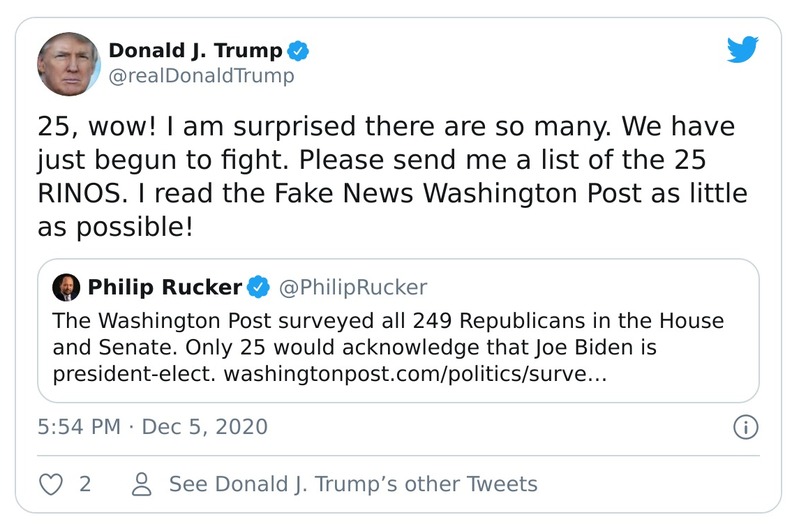 Donald J. Trump
@realDonaldTrump
25, wow! I am surprised there are so many. We have
just begun to fight. Please send me a list of the 25
RINOS. I read the Fake News Washington Post as little
as possible!
Philip Rucker @PhilipRucker
The Washington Post surveyed all 249 Republicans in the House
and Senate. Only 25 would acknowledge that Joe Biden is
president-elect. washingtonpost.com/politics/surve…
5:54 PM · Dec 5, 2020
2 See Donald J. Trump’s other Tweets